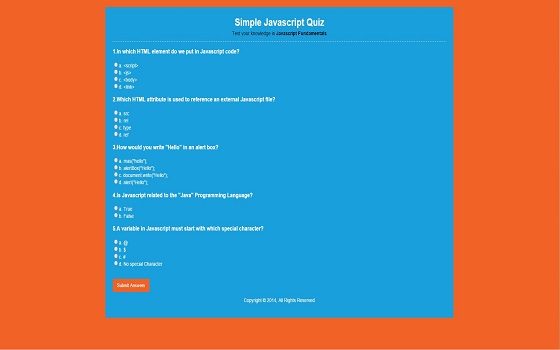 Simple Javascript Quiz
Test your knowledge in Javascript Fundamentals
1.In which HTML element do we put in Javascript code?
a. <script>
b. <js>
c. <body>
d. <link>
2.Which HTML attribute is used to reference an external Javascript file?
a. src
b. rel
c. type
d. ref
3.How would you write "Hello" in an alert box?
a. msg("Hello");
b. alertBox("Hello");
c. document.write("Hello");
d. alert("Hello");
4.Is Javascript related to the "Java" Programming Language?
a. True
b. False
5.A variable in Javascript must start with which special character?
a. @
b. $
c. #
d. No special Character
Submit Answers
Copyright © 2014, All Rights Reserved